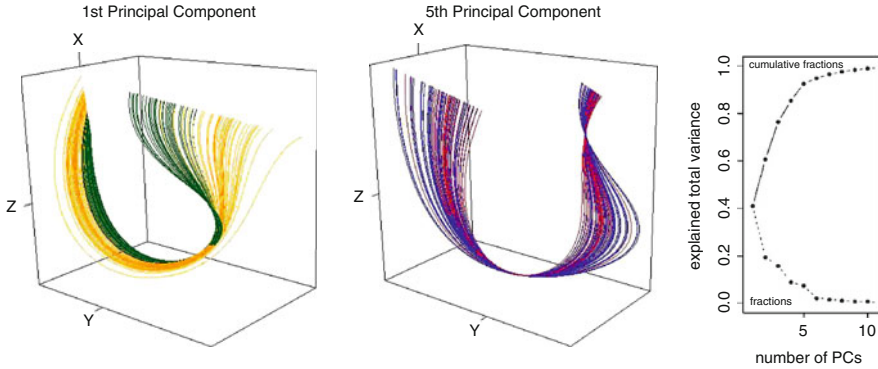 1st Principal Component
X
Z
Y
5th Principal Component
X
Z
Y
explained total variance
1.0
0.8
0.6
0.4
0.2
0.0
cumulative fractions
fractions
5
10
number of PCs